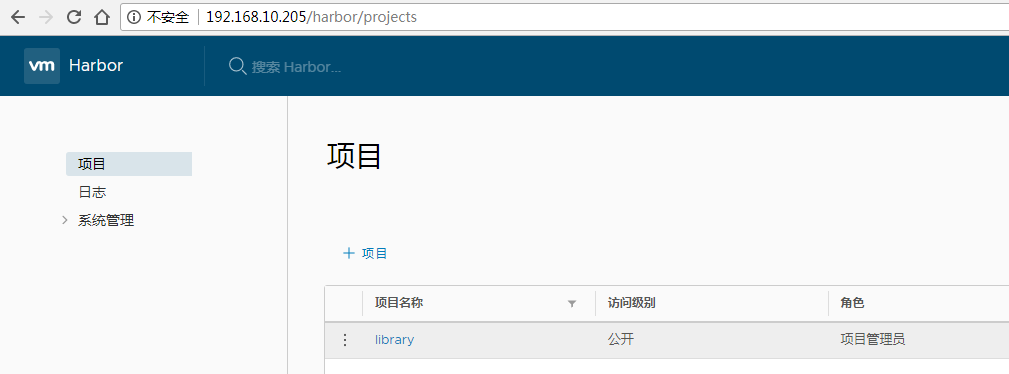 不安全 192.168.10.205/harbor/projects
vm Harbor 搜索 Harbor...
项目
日志
系统管理
项目
+ 项目
项目名称 访问级别 角色
library 公开 项目管理员